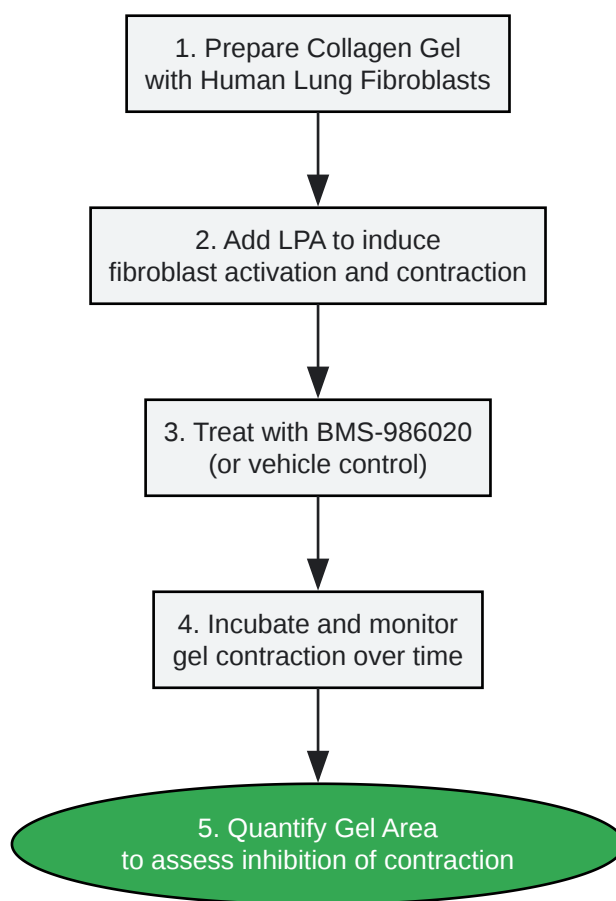 1. Prepare Collagen Gel
with Human Lung Fibroblasts
2. Add LPA to induce
fibroblast activation and contraction
3. Treat with BMS-986020
(or vehicle control)
4. Incubate and monitor
gel contraction over time
5. Quantify Gel Area
to assess inhibition of contraction